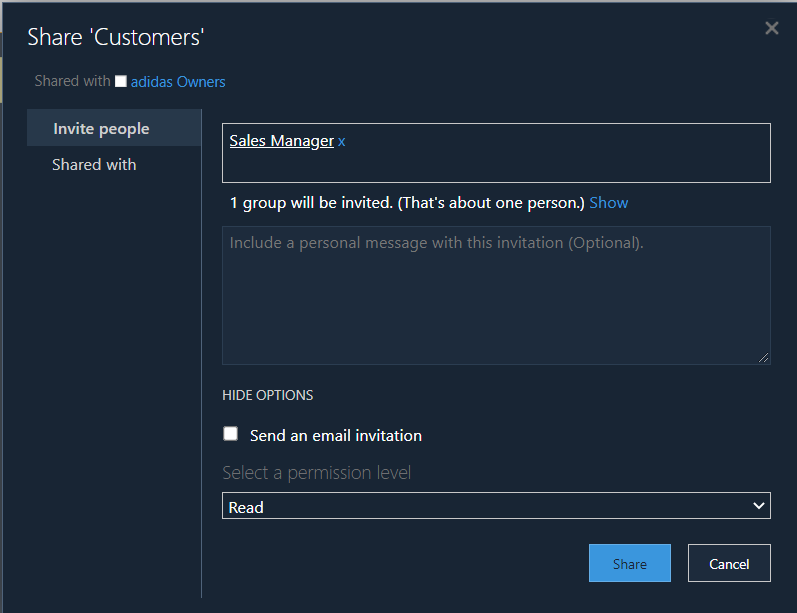 Share 'Customers'
Shared with adidas Owners
Invite people
Shared with
Sales Manager x
1 group will be invited. (That's about one person.) Show
Include a personal message with this invitation (Optional).
HIDE OPTIONS
Send an email invitation
Select a permission level
Read
Share Cancel